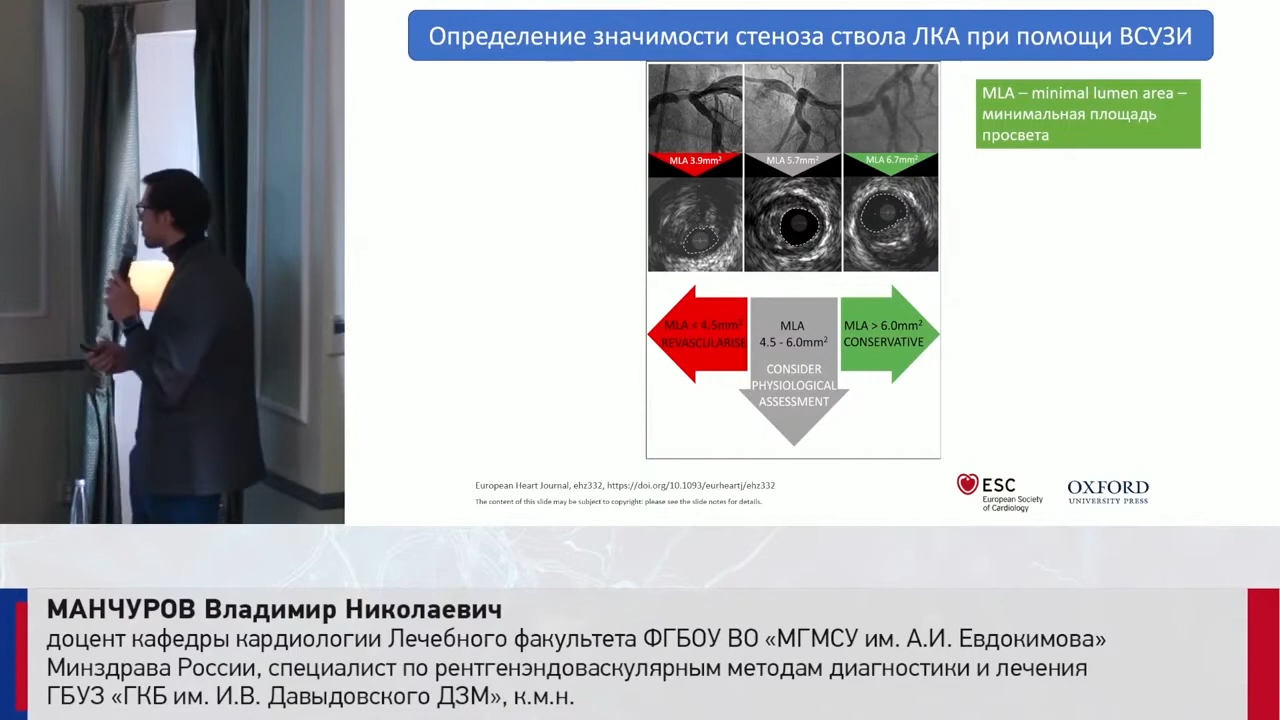 Определение значимости стеноза ствола ЛКА при помощи ВСУЗИ
MLA – minimal lumen area –
минимальная площадь
просвета
MLA 3.9mm²
MLA 5.7mm²
MLA 6.7mm²
MLA < 4.5mm²
REVASCULARISE
MLA
4.5 - 6.0mm²
CONSIDER
PHYSIOLOGICAL
ASSESSMENT
MLA > 6.0mm²
CONSERVATIVE
European Heart Journal, ehz332, https://doi.org/10.1093/eurheartj/ehz332
The content of this slide may be subject to copyright: please see the slide notes for details.
ESC
European Society
of Cardiology
OXFORD
UNIVERSITY PRESS
МАНЧУРОВ Владимир Николаевич
доцент кафедры кардиологии Лечебного факультета ФГБОУ ВО «МГМСУ им. А.И. Евдокимова»
Минздрава России, специалист по рентгенэндоваскулярным методам диагностики и лечения
ГБУЗ «ГКБ им. И.В. Давыдовского ДЗМ», к.м.н.